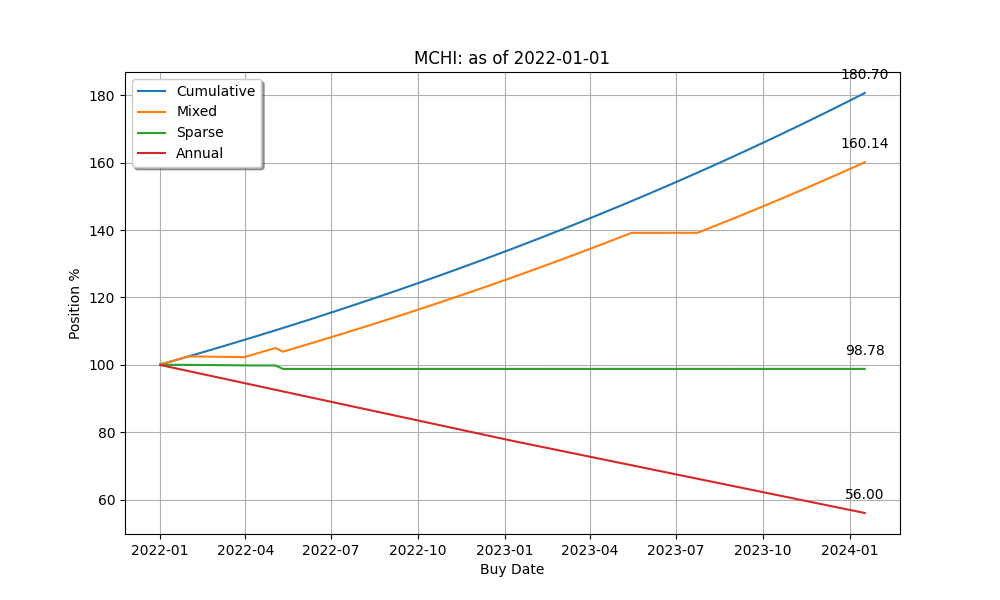 MCHI: as of 2022-01-01
180.70
180
Cumulative
Mixed
Sparse
Annual
160.14
160
140
120
98.78
100
80
56.00
60
Position %
2022-01 2022-04 2022-07 2022-10 2023-01 2023-04 2023-07 2023-10 2024-01
Buy Date